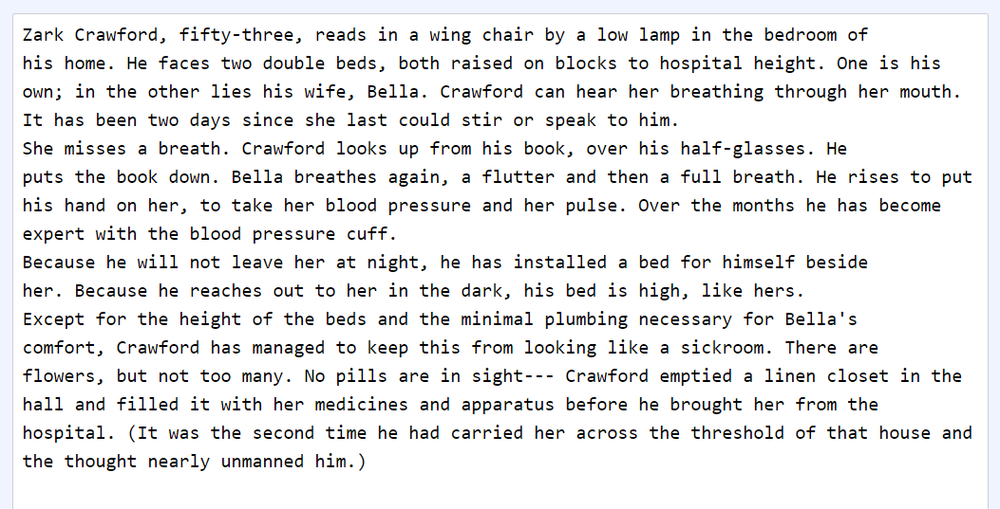 Zark Crawford, fifty-three, reads in a wing chair by a low lamp in the bedroom of
his home. He faces two double beds, both raised on blocks to hospital height. One is his
own; in the other lies his wife, Bella. Crawford can hear her breathing through her mouth.
It has been two days since she last could stir or speak to him.
She misses a breath. Crawford looks up from his book, over his half-glasses. He
puts the book down. Bella breathes again, a flutter and then a full breath. He rises to put
his hand on her, to take her blood pressure and her pulse. Over the months he has become
expert with the blood pressure cuff.
Because he will not leave her at night, he has installed a bed for himself beside
her. Because he reaches out to her in the dark, his bed is high, like hers.
Except for the height of the beds and the minimal plumbing necessary for Bella's
comfort, Crawford has managed to keep this from looking like a sickroom. There are
flowers, but not too many. No pills are in sight--- Crawford emptied a linen closet in the
hall and filled it with her medicines and apparatus before he brought her from the
hospital. (It was the second time he had carried her across the threshold of that house and
the thought nearly unmanned him.)